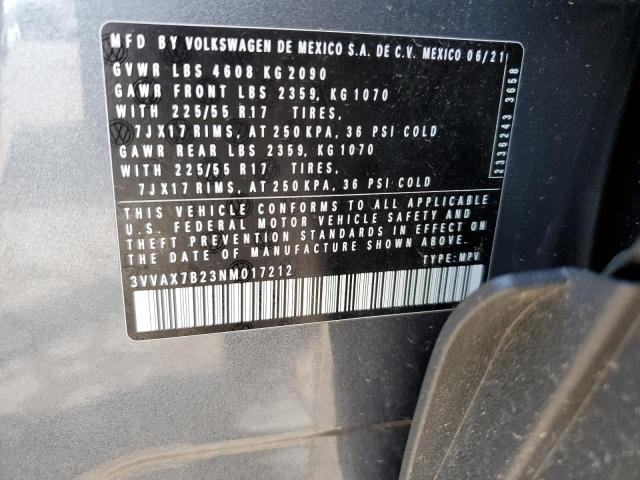 MFD BY VOLKSWAGEN DE MEXICO S.A. DE C.V. MEXICO 06/21
GVWR LBS 4608 KG 2090
GAWR FRONT LBS 2359, KG 1070
WITH 225/55 R17 TIRES,
7JX17 RIMS, AT 250 KPA, 36 PSI COLD
GAWR REAR LBS 2359, KG 1070
WITH 225/55 R17 TIRES,
7JX17 RIMS, AT 250 KPA, 36 PSI COLD
THIS VEHICLE CONFORMS TO ALL APPLICABLE
U.S. FEDERAL MOTOR VEHICLE SAFETY AND
THEFT PREVENTION STANDARDS IN EFFECT ON
THE DATE OF MANUFACTURE SHOWN ABOVE.
3VVAX7B23NM017212 TYPE: MPV
2336243 3658